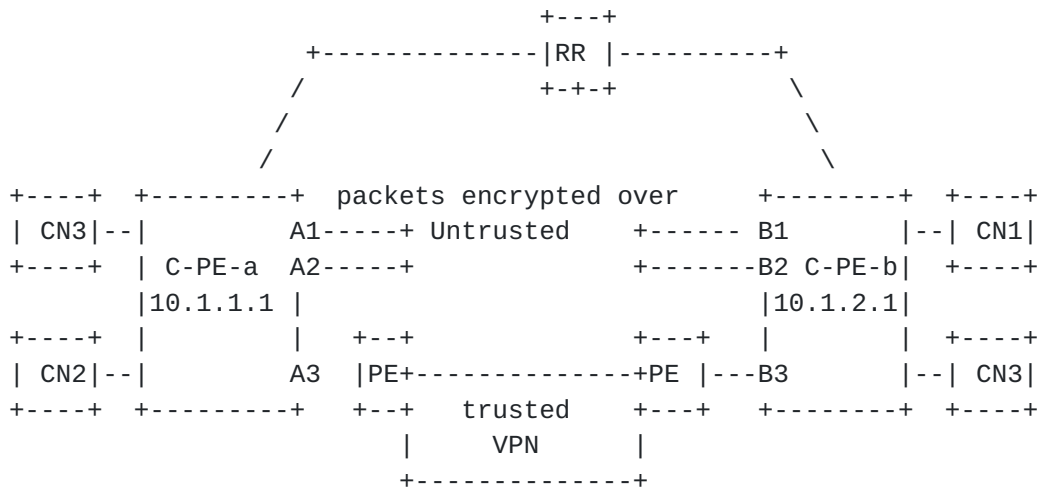 +---+
+--------------|RR |----------+
/ +-+-+ \
/ \
/ \
+----+ +---------+ packets encrypted over +--------+ +----+
| CN3|--| A1-----+ Untrusted +------ B1 |--| CN1|
+----+ | C-PE-a A2-----+ +-------B2 C-PE-b| +----+
|10.1.1.1 | |10.1.2.1|
+----+ | | +--+ +---+ | | +----+
| CN2|--| A3 |PE+--------------+PE |---B3 |--| CN3|
+----+ +---------+ +--+ trusted +---+ +--------+ +----+
| VPN |
+--------------+